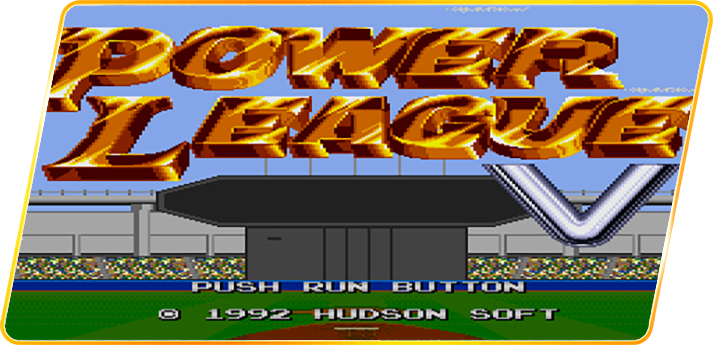 POWER
LEAGUE
V
PUSH RUN BUTTON
© 1992 HUDSON SOFT